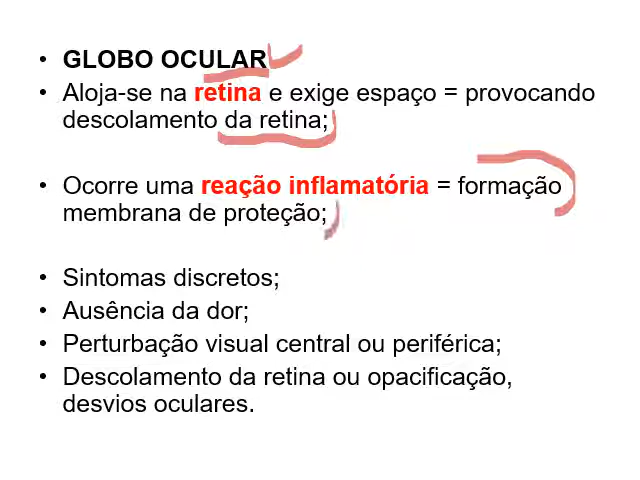 • GLOBO OCULAR
• Aloja-se na retina e exige espaço = provocando
descolamento da retina;
• Ocorre uma reação inflamatória = formação
membrana de proteção;
• Sintomas discretos;
• Ausência da dor;
• Perturbação visual central ou periférica;
• Descolamento da retina ou opacificação,
desvios oculares.